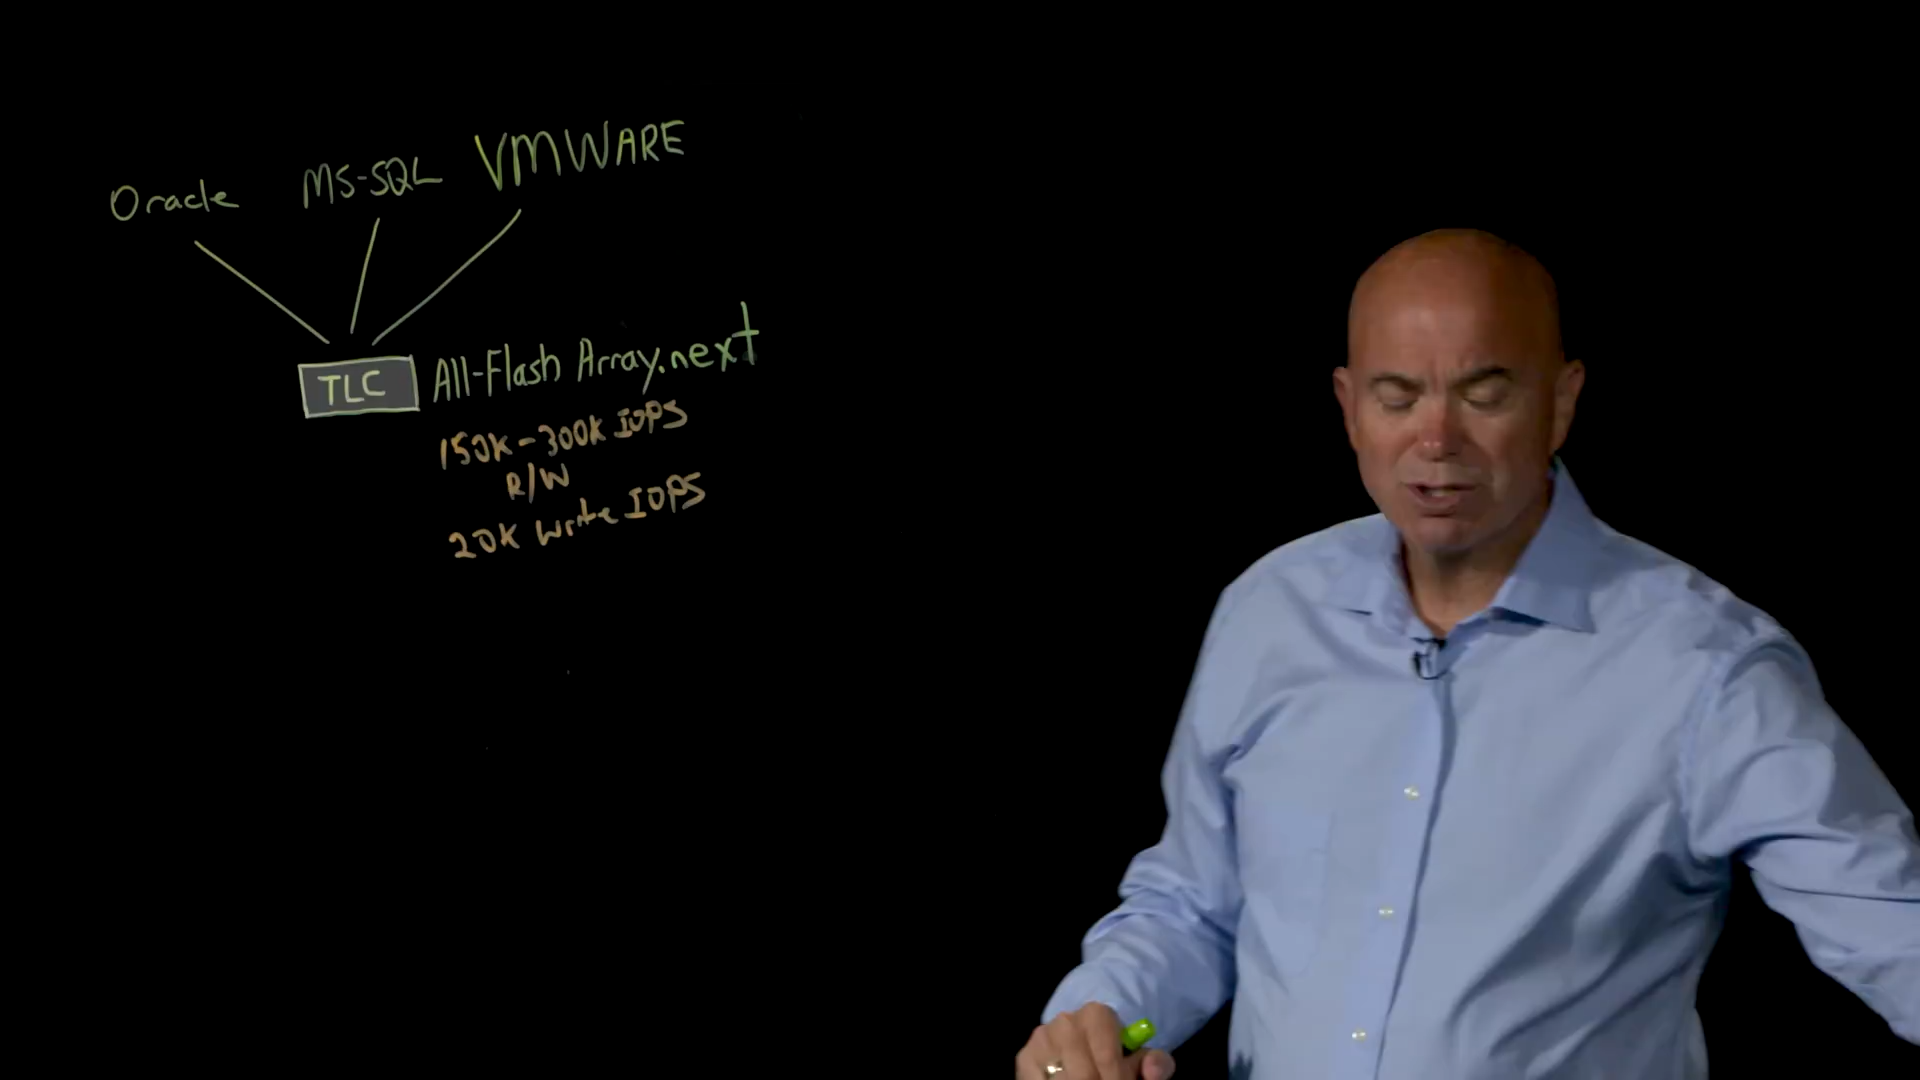 Oracle MS-SQL VMWARE
TLC All-Flash Array.next
150K-300K IOPS
R/W
20K Write IOPS